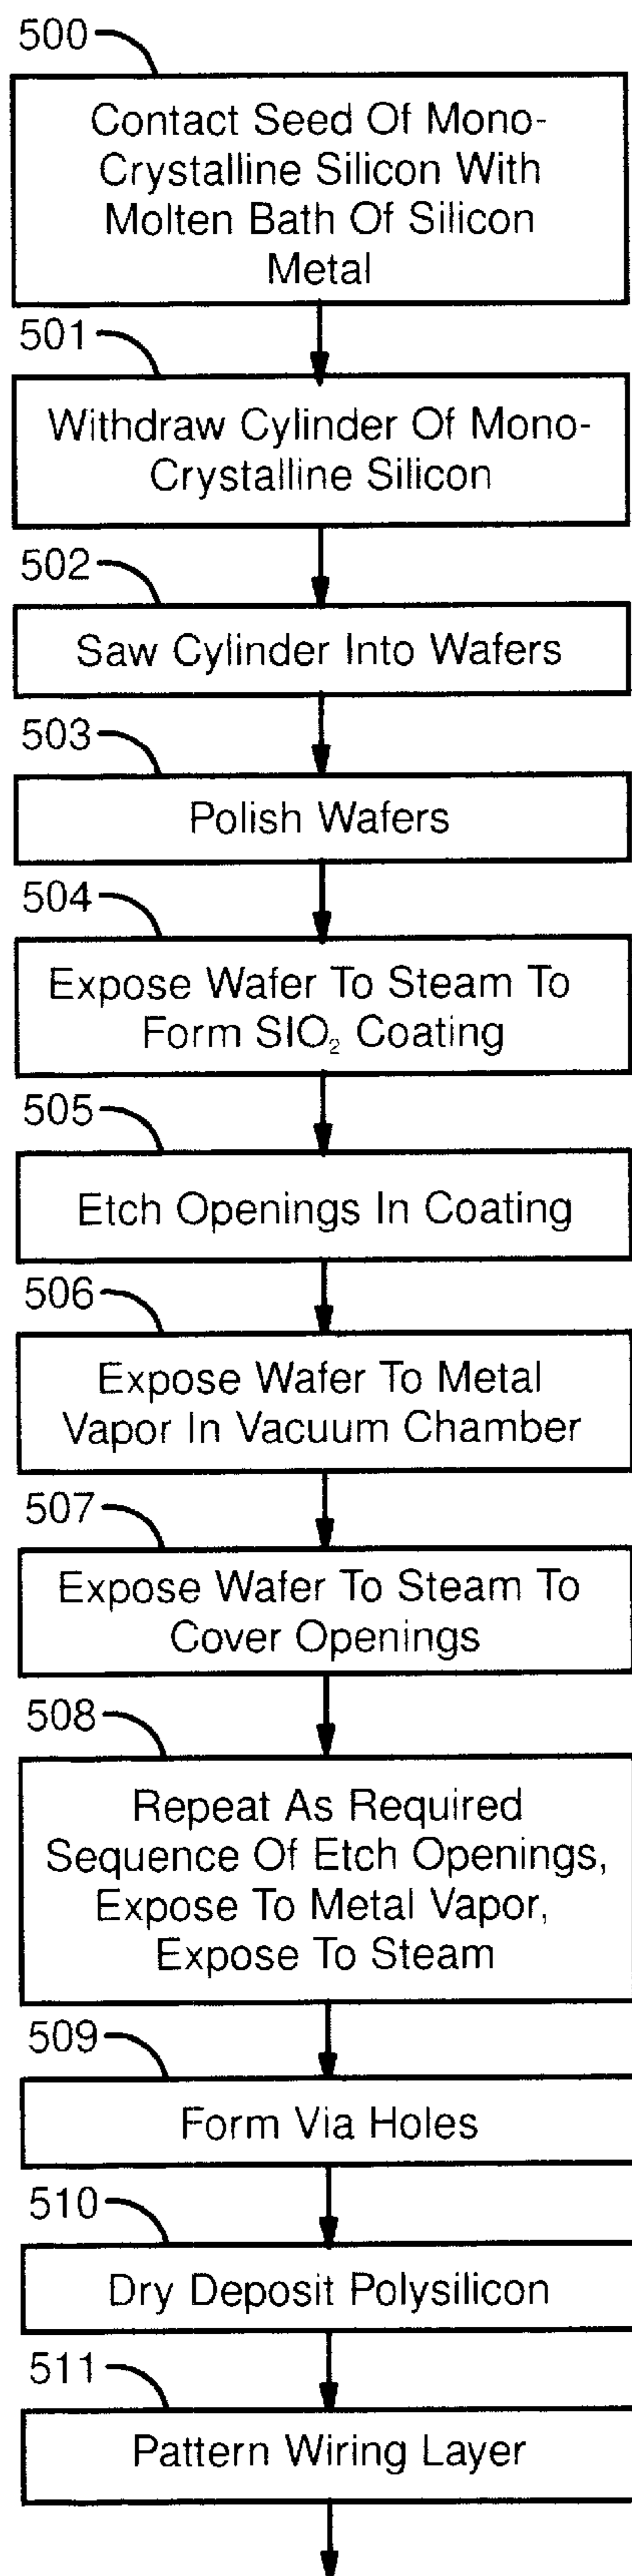 500
Contact Seed Of Mono-
Crystalline Silicon With
Molten Bath Of Silicon
Metal
501
Withdraw Cylinder Of Mono-
Crystalline Silicon
502
Saw Cylinder Into Wafers
503
Polish Wafers
504
Expose Wafer To Steam To
Form SIO₂ Coating
505
Etch Openings In Coating
506
Expose Wafer To Metal
Vapor In Vacuum Chamber
507
Expose Wafer To Steam To
Cover Openings
508
Repeat As Required
Sequence Of Etch Openings,
Expose To Metal Vapor,
Expose To Steam
509
Form Via Holes
510
Dry Deposit Polysilicon
511
Pattern Wiring Layer